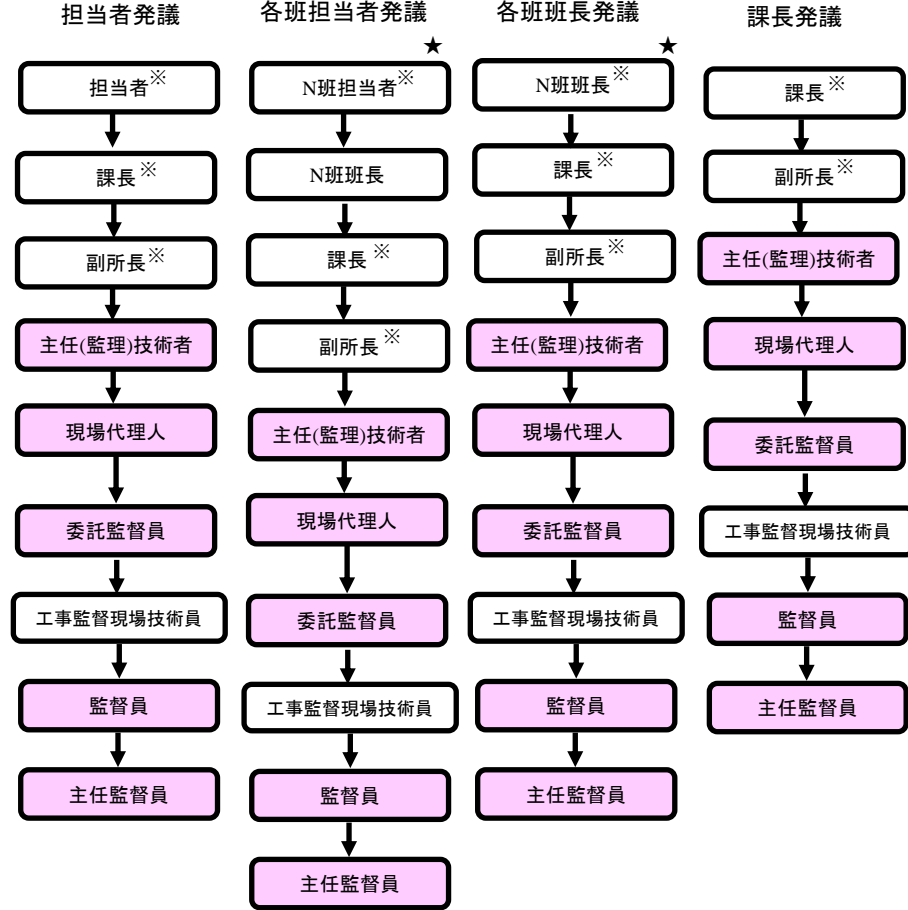 担当者発議
担当者※
課長※
副所長※
主任(監理)技術者
現場代理人
委託監督員
工事監督現場技術員
監督員
主任監督員
各班担当者発議
★
N班担当者※
N班班長
課長※
副所長※
主任(監理)技術者
現場代理人
委託監督員
工事監督現場技術員
監督員
主任監督員
各班班長発議
★
N班班長※
課長※
副所長※
主任(監理)技術者
現場代理人
委託監督員
工事監督現場技術員
監督員
主任監督員
課長発議
課長※
副所長※
主任(監理)技術者
現場代理人
委託監督員
工事監督現場技術員
監督員
主任監督員